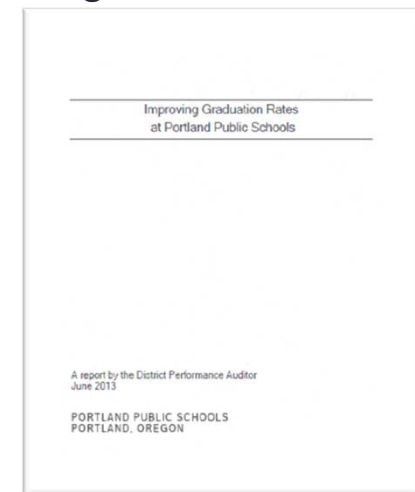 Improving Graduation Rates
at Portland Public Schools
A report by the District Performance Auditor
June 2013
PORTLAND PUBLIC SCHOOLS
PORTLAND, OREGON